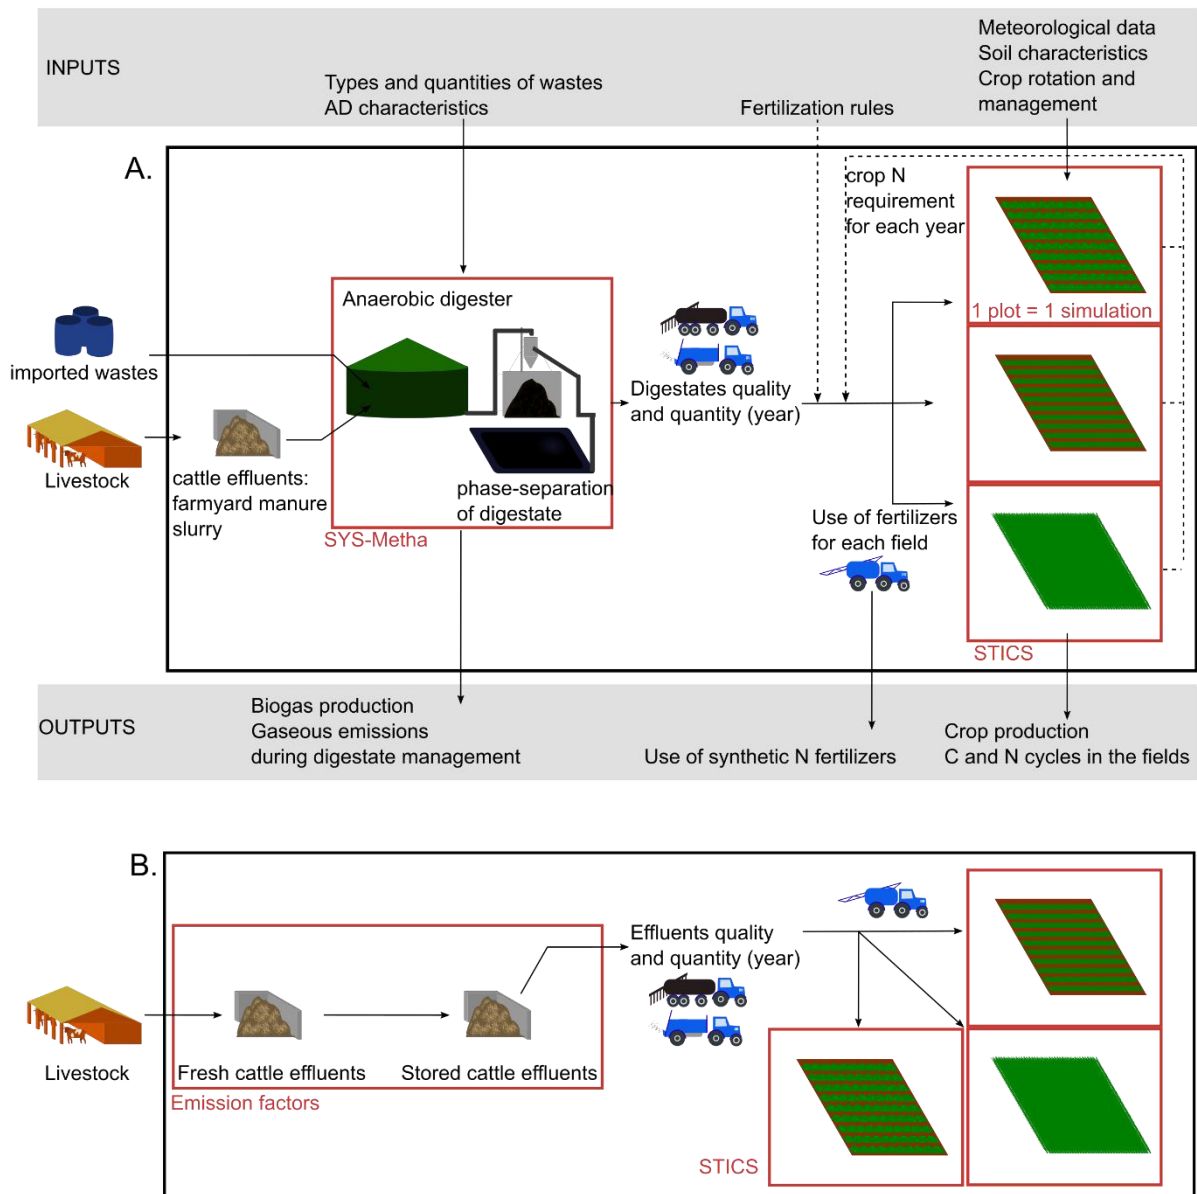 INPUTS
Types and quantities of wastes
AD characteristics
Fertilization rules
Meteorological data
Soil characteristics
Crop rotation and
management
A.
crop N
requirement
for each year
1 plot = 1 simulation
Anaerobic digester
imported wastes
Livestock
cattle effluents:
farmyard manure
slurry
phase-separation
of digestate
SYS-Metha
Digestates quality
and quantity (year)
Use of fertilizers
for each field
STICS
OUTPUTS
Biogas production
Gaseous emissions
during digestate management
Use of synthetic N fertilizers
Crop production
C and N cycles in the fields
B.
Livestock
Fresh cattle effluents
Stored cattle effluents
Emission factors
Effluents quality
and quantity (year)
STICS